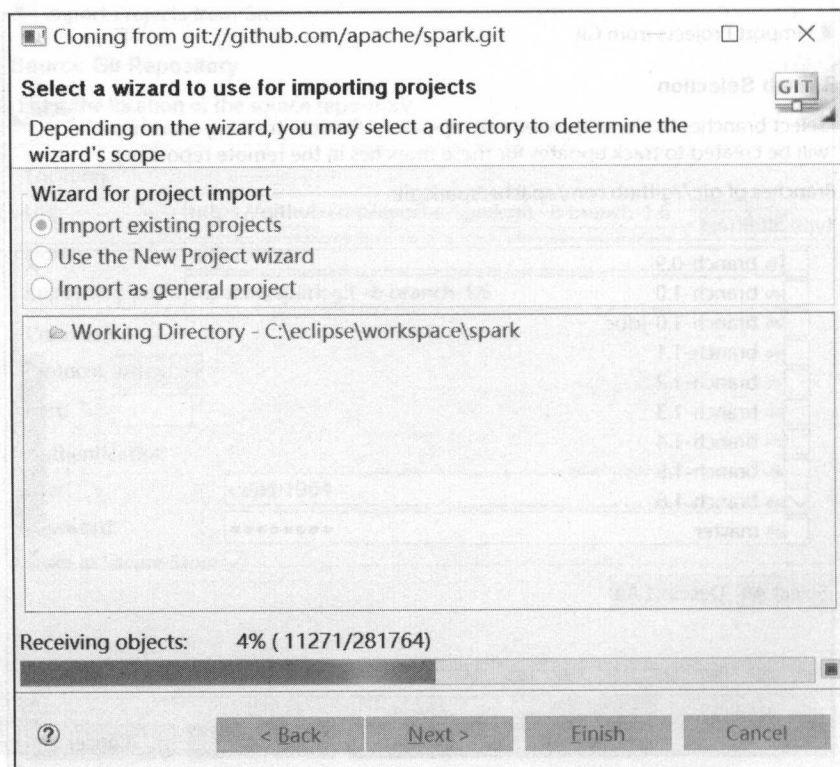 Cloning from git://github.com/apache/spark.git
Select a wizard to use for importing projects
GIT
Depending on the wizard, you may select a directory to determine the
wizard's scope
Wizard for project import
Import existing projects
Use the New Project wizard
Import as general project
Working Directory - C:\eclipse\workspace\spark
Receiving objects: 4% ( 11271/281764)
< Back
Next >
Finish
Cancel